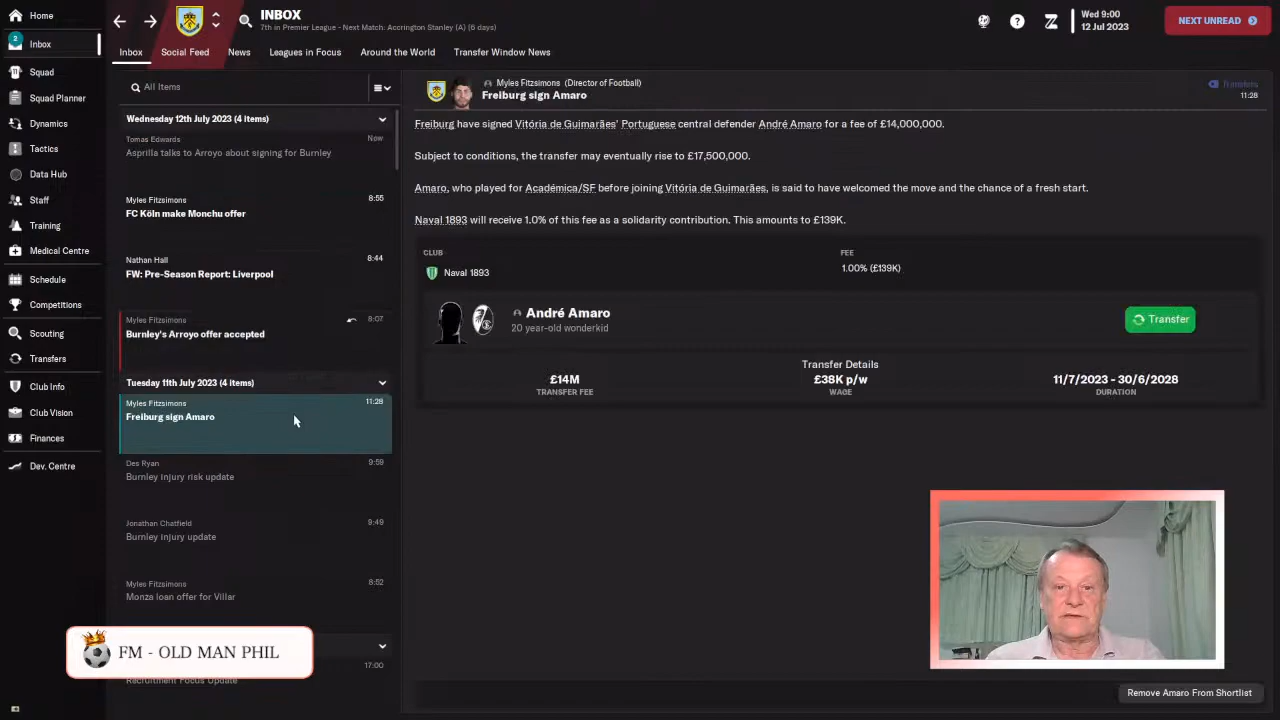 Home
2
Inbox
Squad
Squad Planner
Dynamics
Tactics
Data Hub
Staff
Training
Medical Centre
Schedule
Competitions
Scouting
Transfers
Club Info
Club Vision
Finances
Dev. Centre
INBOX
7th in Premier League - Next Match: Accrington Stanley (A) (6 days)
Wed 9:00
12 Jul 2023
NEXT UNREAD
Inbox
Social Feed
News
Leagues in Focus
Around the World
Transfer Window News
All Items
Wednesday 12th July 2023 (4 items)
Tomas Edwards
Now
Asprilla talks to Arroyo about signing for Burnley
Myles Fitzsimons
8:55
FC Köln make Monchu offer
Nathan Hall
8:44
FW: Pre-Season Report: Liverpool
Myles Fitzsimons
8:07
Burnley's Arroyo offer accepted
Tuesday 11th July 2023 (4 items)
Myles Fitzsimons
11:28
Freiburg sign Amaro
Des Ryan
9:59
Burnley injury risk update
Jonathan Chatfield
9:49
Burnley injury update
Myles Fitzsimons
8:52
Monza loan offer for Villar
17:00
Recruitment Focus Update
FM - OLD MAN PHIL
Myles Fitzsimons (Director of Football)
Freiburg sign Amaro
Transfers
11:28
Freiburg have signed Vitória de Guimarães' Portuguese central defender André Amaro for a fee of £14,000,000.
Subject to conditions, the transfer may eventually rise to £17,500,000.
Amaro, who played for Académica/SF before joining Vitória de Guimarães, is said to have welcomed the move and the chance of a fresh start.
Naval 1893 will receive 1.0% of this fee as a solidarity contribution. This amounts to £139K.
CLUB
FEE
Naval 1893
1.00% (£139K)
André Amaro
20 year-old wonderkid
Transfer
Transfer Details
£14M
£38K p/w
11/7/2023 - 30/6/2028
TRANSFER FEE
WAGE
DURATION
Remove Amaro From Shortlist